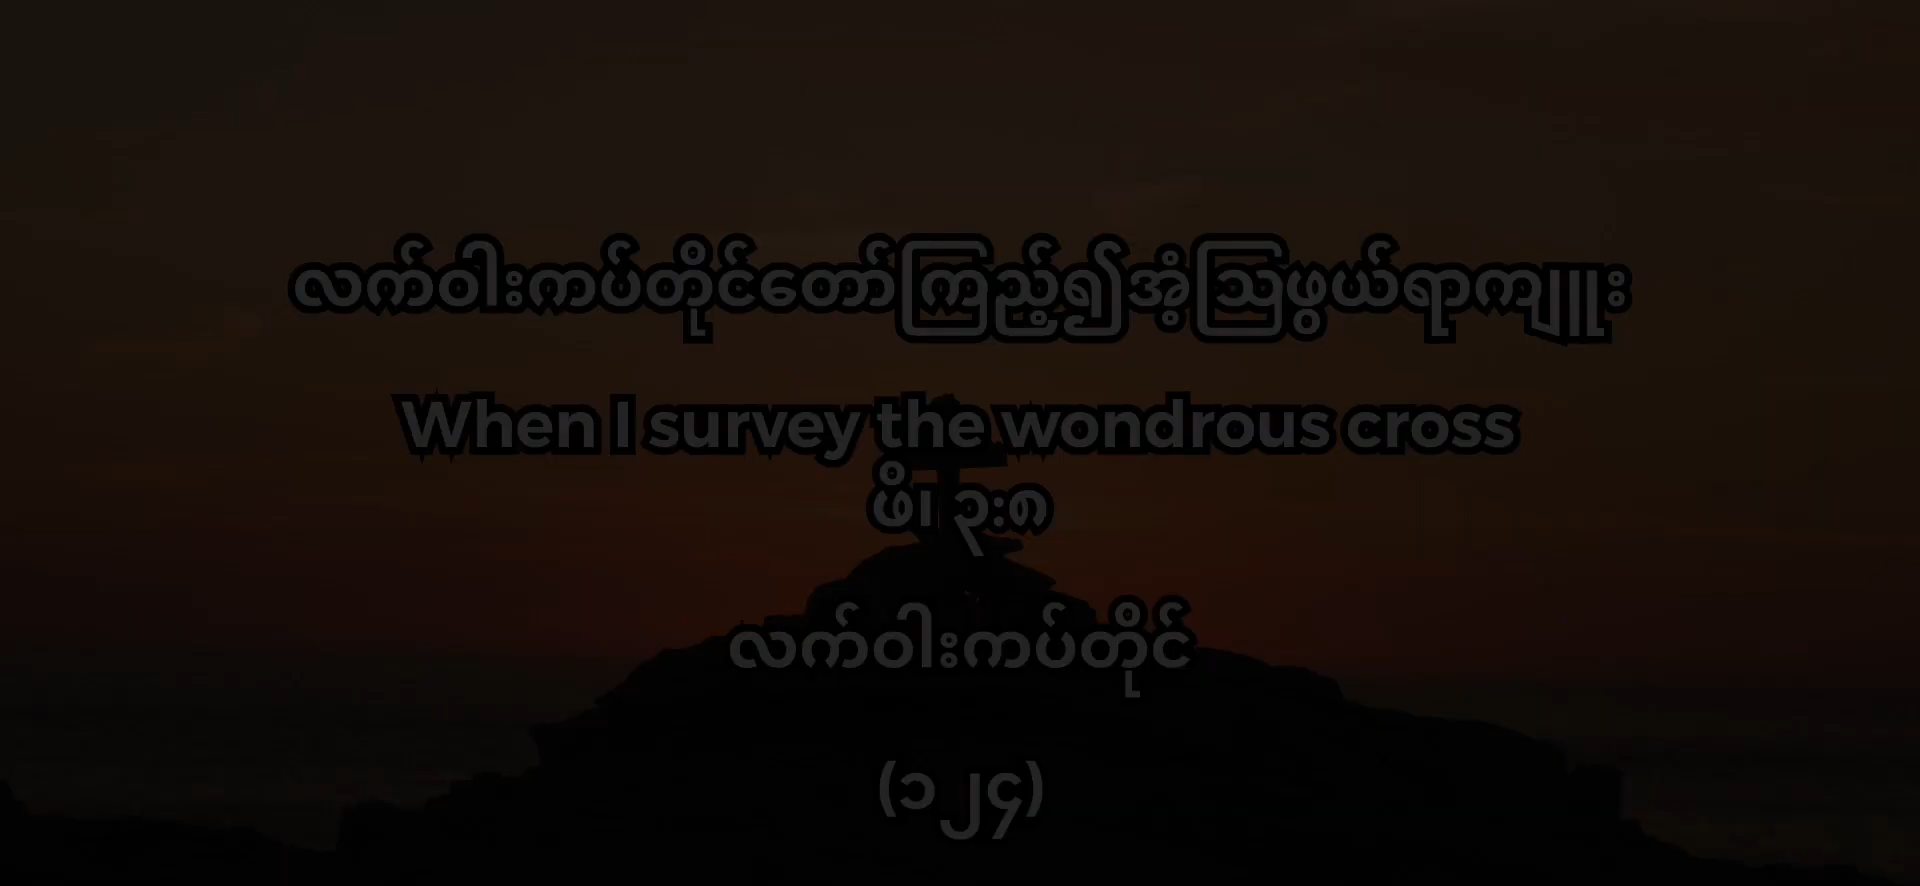 လက်ဝါးကပ်တိုင်တော်ကြည့်၍အံ့ဩဖွယ်ရာကျူး
When I survey the wondrous cross
ဖိ၊ ၃း၈
လက်ဝါးကပ်တိုင်
(၁၂၄)